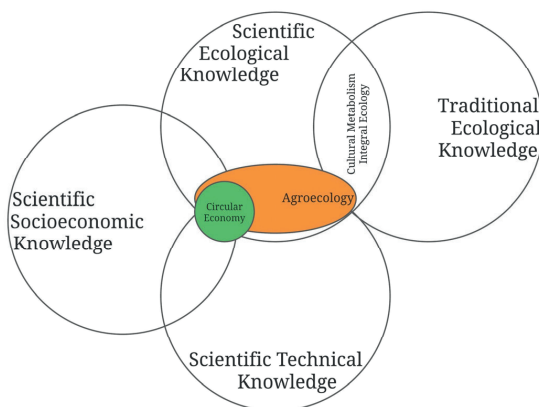 Scientific
Ecological
Knowledge
Cultural Metabolism
Integral Ecology
Traditional
Ecological
Knowledge
Scientific
Socioeconomic
Knowledge
Circular
Economy
Agroecology
Scientific Technical
Knowledge